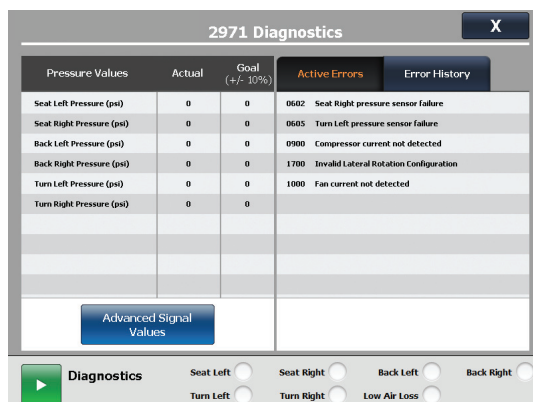 2971 Diagnostics X
Pressure Values Actual Goal (+/- 10%)
Active Errors Error History
Seat Left Pressure (psi) 0 0
Seat Right Pressure (psi) 0 0
Back Left Pressure (psi) 0 0
Back Right Pressure (psi) 0 0
Turn Left Pressure (psi) 0 0
Turn Right Pressure (psi) 0 0
0602 Seat Right pressure sensor failure
0605 Turn Left pressure sensor failure
0900 Compressor current not detected
1700 Invalid Lateral Rotation Configuration
1000 Fan current not detected
Advanced Signal
Values
Diagnostics
Seat Left Seat Right Back Left Back Right
Turn Left Turn Right Low Air Loss